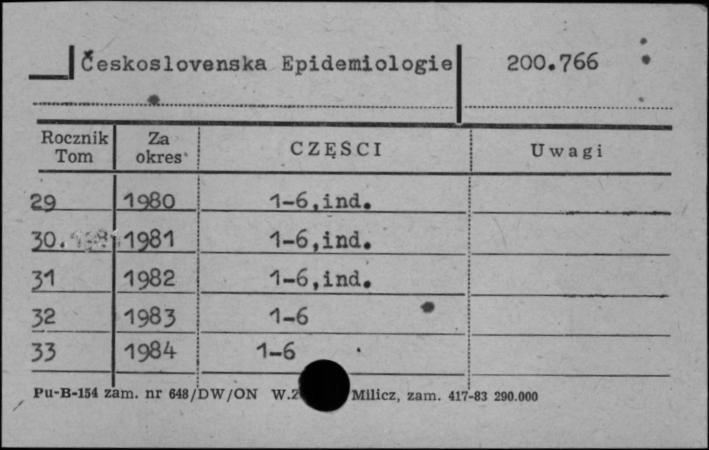 Československa Epidemiologie 200.766
Rocznik Tom Za okres CZĘŚCI Uwagi
29 1980 1-6,ind.
30. 1981 1-6,ind.
31 1982 1-6,ind.
32 1983 1-6
33 1984 1-6
Pu-B-154 zam. nr 648/DW/ON Milicz, zam. 417-83 290.000